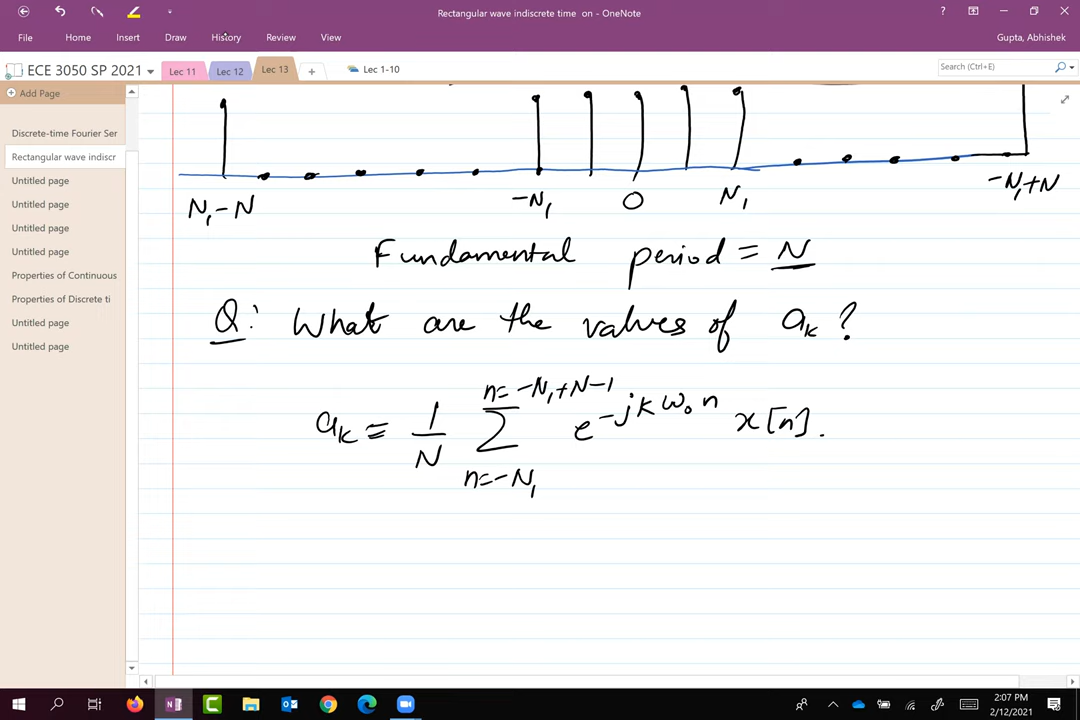 Rectangular wave indiscrete time on - OneNote
File Home Insert Draw History Review View Gupta, Abhishek
ECE 3050 SP 2021 Lec 11 Lec 12 Lec 13 + Lec 1-10 Search (Ctrl+E)
Add Page
Discrete-time Fourier Ser
Rectangular wave indiscr
Untitled page
Untitled page
Untitled page
Untitled page
Properties of Continuous
Properties of Discrete ti
Untitled page
Untitled page
N₁-N -N₁ 0 N₁ -N₁+N
Fundamental period = N
Q: What are the values of aₖ?
n=-N₁+N-1
aₖ = 1/N Σ e^(-jkω₀n) x[n].
n=-N₁
2:07 PM
2/12/2021